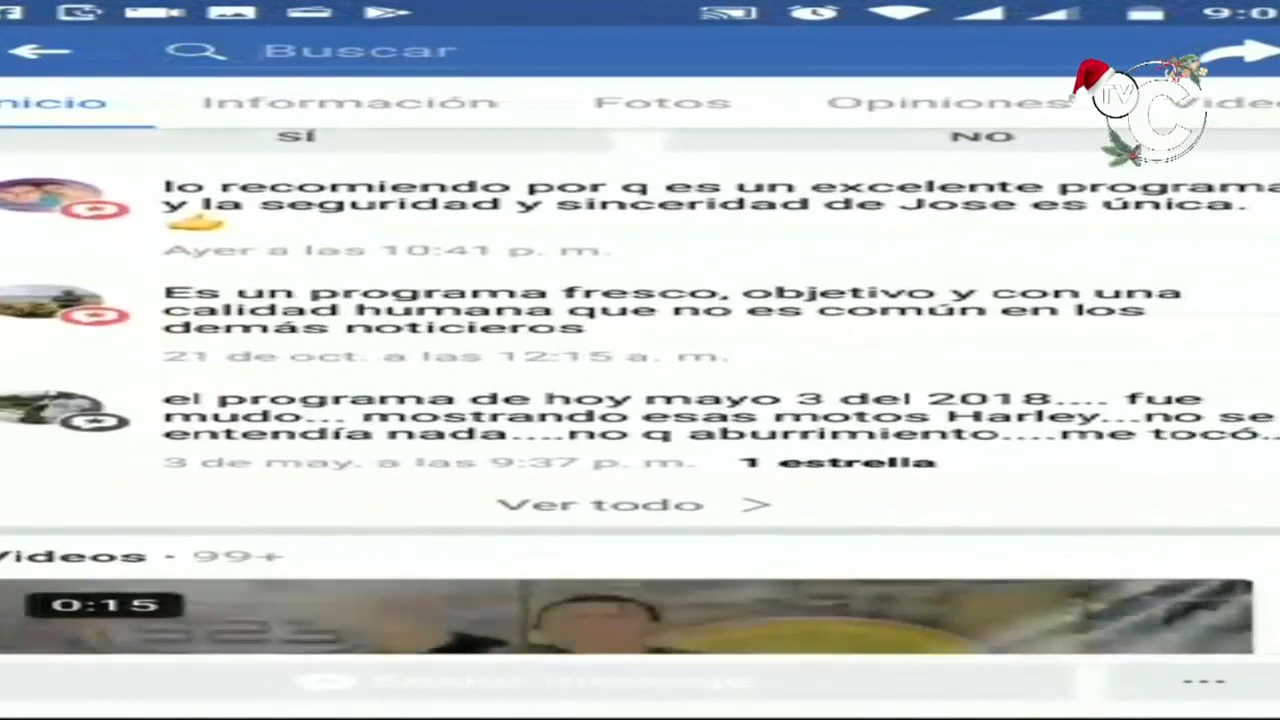 9:0
Buscar
nicio Información Fotos Opiniones Vide
TV C
SÍ NO
lo recomiendo por q es un excelente programa
y la seguridad y sinceridad de Jose es única.
Ayer a las 10:41 p. m.
Es un programa fresco, objetivo y con una
calidad humana que no es común en los
demás noticieros
21 de oct. a las 12:15 a. m.
el programa de hoy mayo 3 del 2018.... fue
mudo... mostrando esas motos Harley...no se
entendía nada....no q aburrimiento....me tocó...
3 de may. a las 9:37 p. m. 1 estrella
Ver todo >
Videos · 99+
0:15